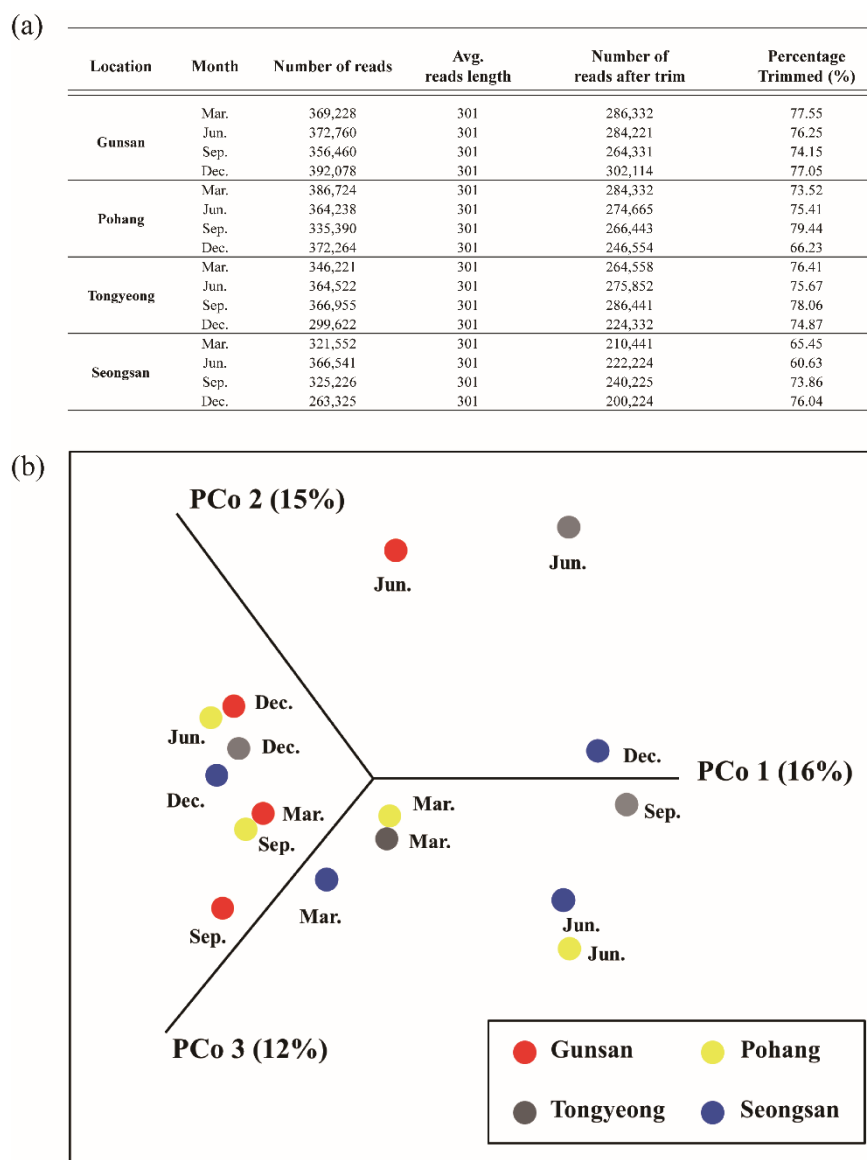 (a)
Location Month Number of reads Avg. reads length Number of reads after trim Percentage Trimmed (%)
Gunsan
Mar. 369,228 301 286,332 77.55
Jun. 372,760 301 284,221 76.25
Sep. 356,460 301 264,331 74.15
Dec. 392,078 301 302,114 77.05
Pohang
Mar. 386,724 301 284,332 73.52
Jun. 364,238 301 274,665 75.41
Sep. 335,390 301 266,443 79.44
Dec. 372,264 301 246,554 66.23
Tongyeong
Mar. 346,221 301 264,558 76.41
Jun. 364,522 301 275,852 75.67
Sep. 366,955 301 286,441 78.06
Dec. 299,622 301 224,332 74.87
Seongsan
Mar. 321,552 301 210,441 65.45
Jun. 366,541 301 222,224 60.63
Sep. 325,226 301 240,225 73.86
Dec. 263,325 301 200,224 76.04
(b)
PCo 2 (15%)
Jun.
Jun.
Dec.
Jun.
Dec.
Dec.
Dec.
PCo 1 (16%)
Mar.
Mar.
Sep.
Sep.
Mar.
Mar.
Sep.
Jun.
Jun.
PCo 3 (12%)
Gunsan
Pohang
Tongyeong
Seongsan